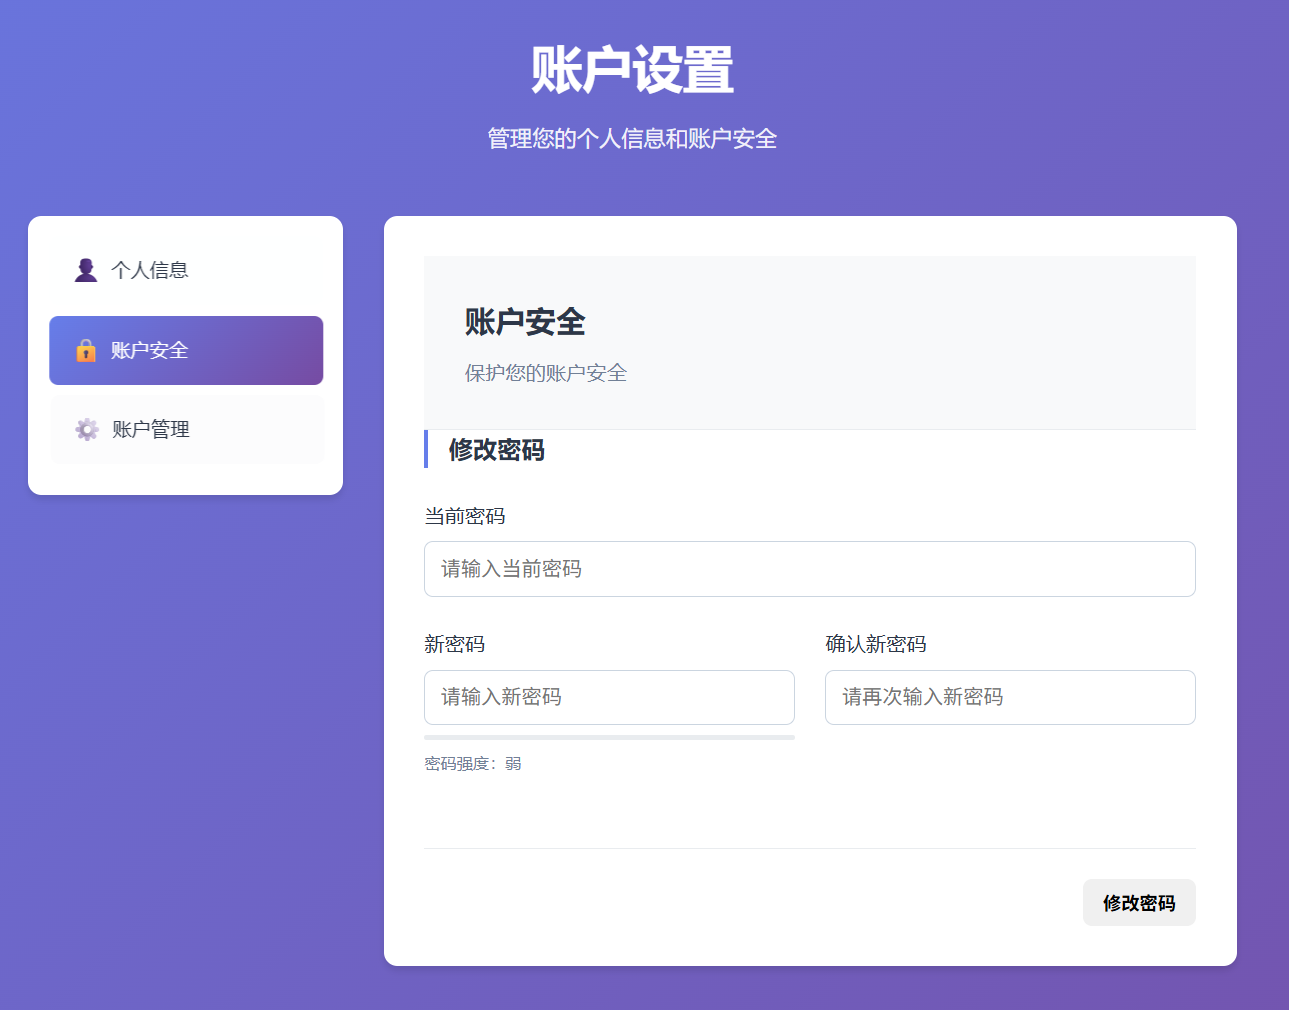 账户设置
管理您的个人信息和账户安全
个人信息
账户安全
账户管理
账户安全
保护您的账户安全
修改密码
当前密码
请输入当前密码
新密码
确认新密码
请输入新密码
请再次输入新密码
密码强度：弱
修改密码